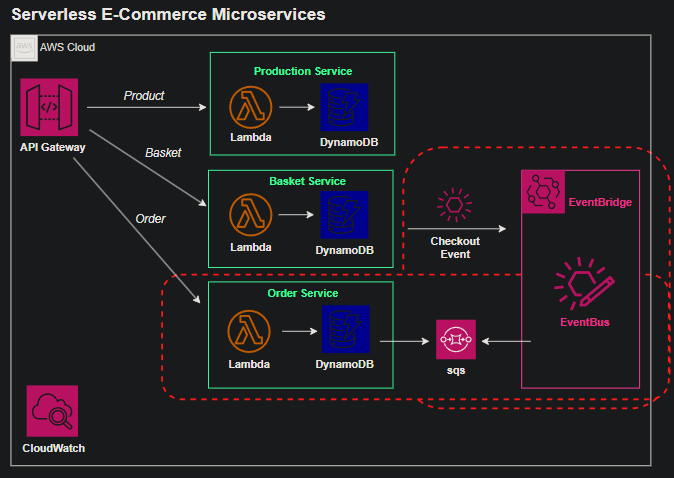 Serverless E-Commerce Microservices
aws
AWS Cloud
API Gateway
Product
Basket
Order
Production Service
Lambda
DynamoDB
Basket Service
Lambda
DynamoDB
Checkout
Event
EventBridge
EventBus
Order Service
Lambda
DynamoDB
sqs
CloudWatch